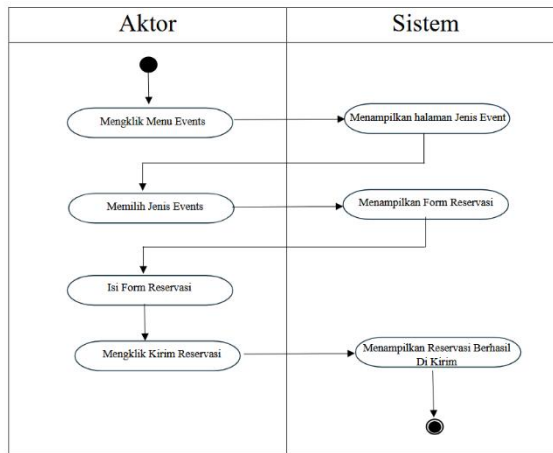 Aktor
Sistem
Mengklik Menu Events
Menampilkan halaman Jenis Event
Memilih Jenis Events
Menampilkan Form Reservasi
Isi Form Reservasi
Mengklik Kirim Reservasi
Menampilkan Reservasi Berhasil
Di Kirim